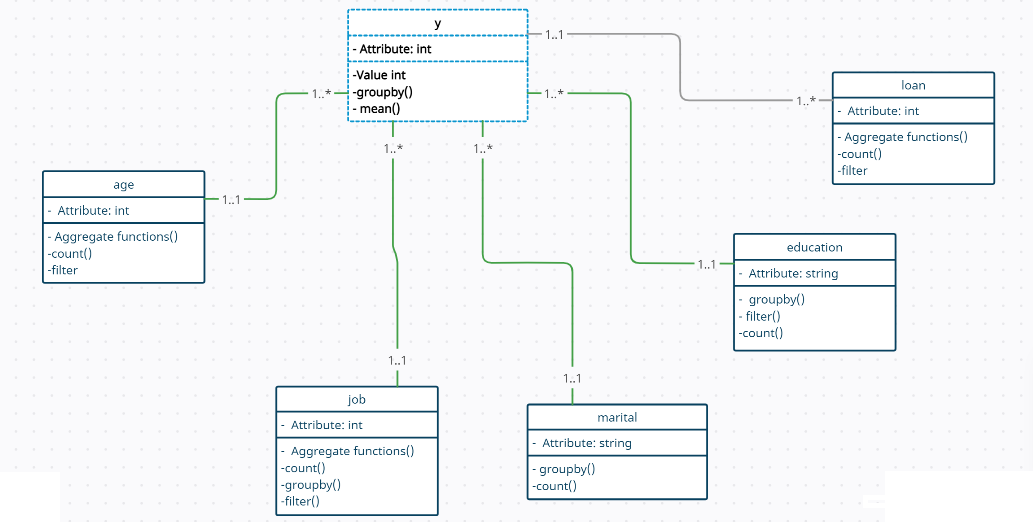 y
- Attribute: int
-Value int
-groupby()
- mean()
1..1
1..*
loan
- Attribute: int
- Aggregate functions()
-count()
-filter
1..*
1..*
1..*
1..*
age
- Attribute: int
- Aggregate functions()
-count()
-filter
1..1
education
- Attribute: string
- groupby()
- filter()
-count()
1..1
1..1
1..1
job
- Attribute: int
- Aggregate functions()
-count()
-groupby()
-filter()
marital
- Attribute: string
- groupby()
-count()